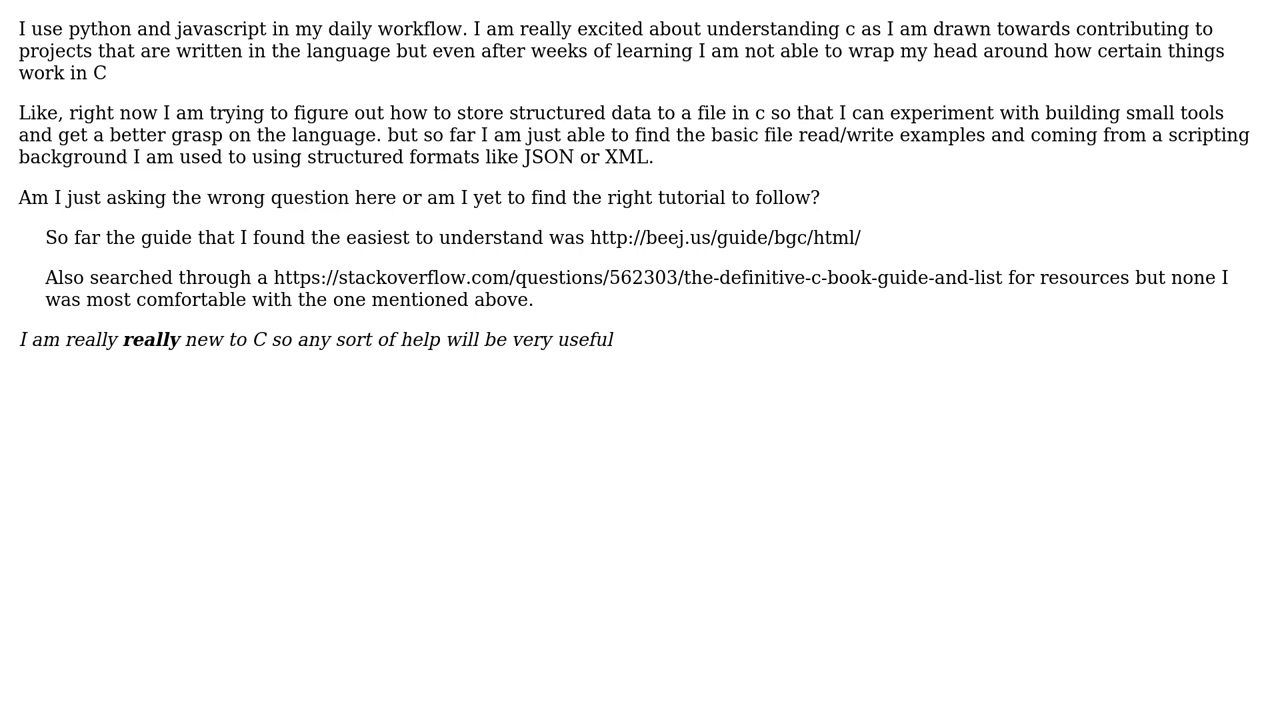 I use python and javascript in my daily workflow. I am really excited about understanding c as I am drawn towards contributing to
projects that are written in the language but even after weeks of learning I am not able to wrap my head around how certain things
work in C
Like, right now I am trying to figure out how to store structured data to a file in c so that I can experiment with building small tools
and get a better grasp on the language. but so far I am just able to find the basic file read/write examples and coming from a scripting
background I am used to using structured formats like JSON or XML.
Am I just asking the wrong question here or am I yet to find the right tutorial to follow?
So far the guide that I found the easiest to understand was http://beej.us/guide/bgc/html/
Also searched through a https://stackoverflow.com/questions/562303/the-definitive-c-book-guide-and-list for resources but none I
was most comfortable with the one mentioned above.
I am really really new to C so any sort of help will be very useful